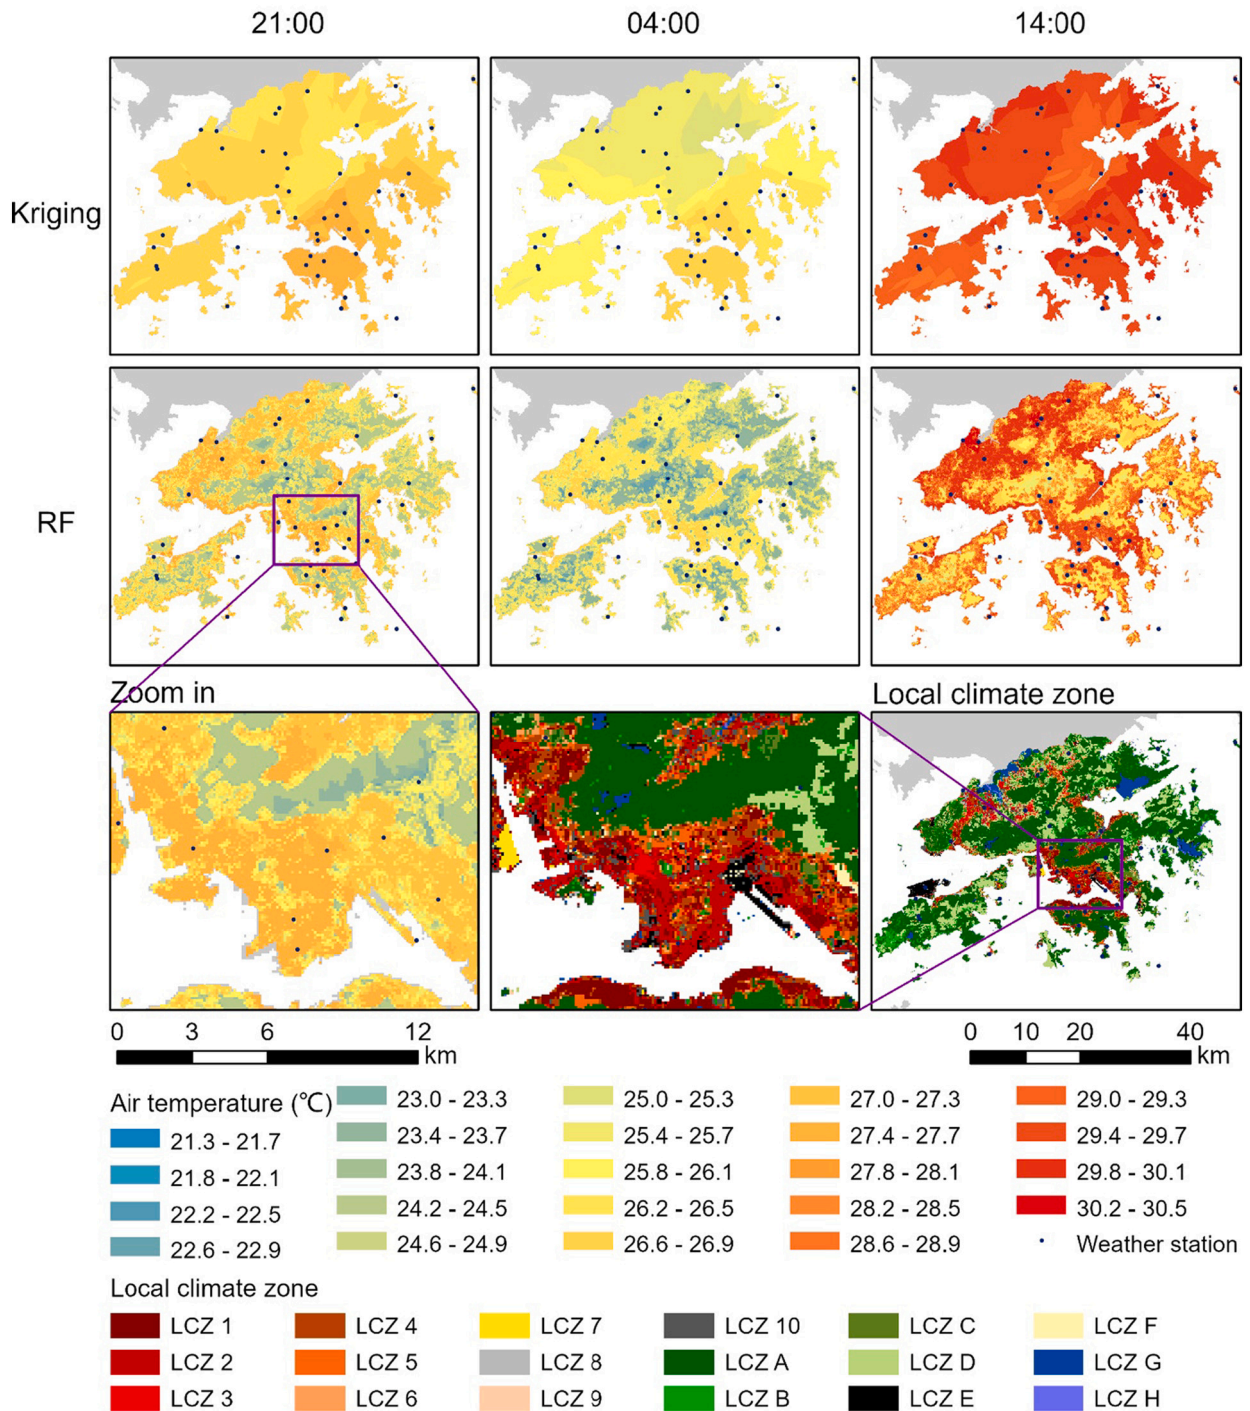 21:00 04:00 14:00
Kriging
RF
Zoom in Local climate zone
0 3 6 12 km 0 10 20 40 km
Air temperature (℃)
21.3 - 21.7
21.8 - 22.1
22.2 - 22.5
22.6 - 22.9
23.0 - 23.3
23.4 - 23.7
23.8 - 24.1
24.2 - 24.5
24.6 - 24.9
25.0 - 25.3
25.4 - 25.7
25.8 - 26.1
26.2 - 26.5
26.6 - 26.9
27.0 - 27.3
27.4 - 27.7
27.8 - 28.1
28.2 - 28.5
28.6 - 28.9
29.0 - 29.3
29.4 - 29.7
29.8 - 30.1
30.2 - 30.5
Weather station
Local climate zone
LCZ 1 LCZ 4 LCZ 7 LCZ 10 LCZ C LCZ F
LCZ 2 LCZ 5 LCZ 8 LCZ A LCZ D LCZ G
LCZ 3 LCZ 6 LCZ 9 LCZ B LCZ E LCZ H